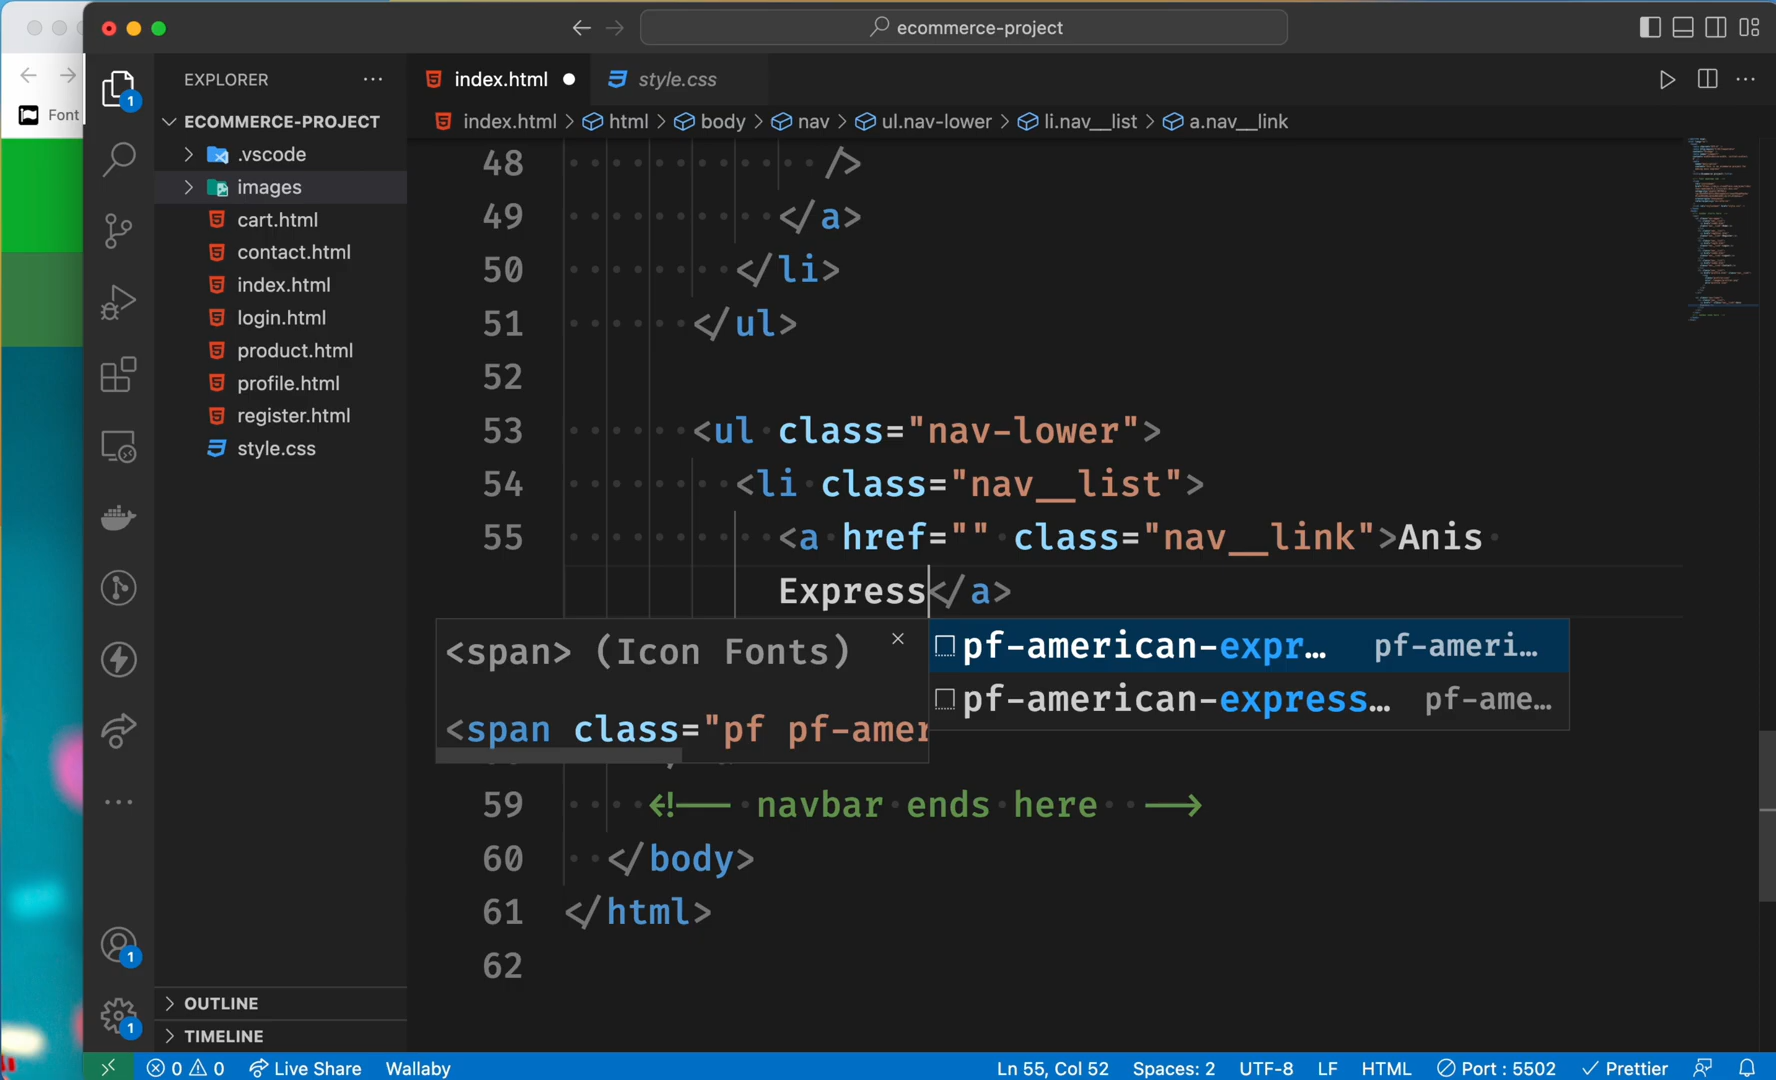 ecommerce-project
Font
1
EXPLORER
ECOMMERCE-PROJECT
.vscode
images
cart.html
contact.html
index.html
login.html
product.html
profile.html
register.html
style.css
OUTLINE
TIMELINE
1
1
index.html
style.css
index.html > html > body > nav > ul.nav-lower > li.nav__list > a.nav__link
48 />
49 </a>
50 </li>
51 </ul>
52
53 <ul class="nav-lower">
54 <li class="nav__list">
55 <a href="" class="nav__link">Anis
Express</a>
<span> (Icon Fonts)
<span class="pf pf-amer
pf-american-expr… pf-ameri…
pf-american-express… pf-ame…
59 <!-- navbar ends here -->
60 </body>
61 </html>
62
0 0 Live Share Wallaby Ln 55, Col 52 Spaces: 2 UTF-8 LF HTML Port : 5502 Prettier